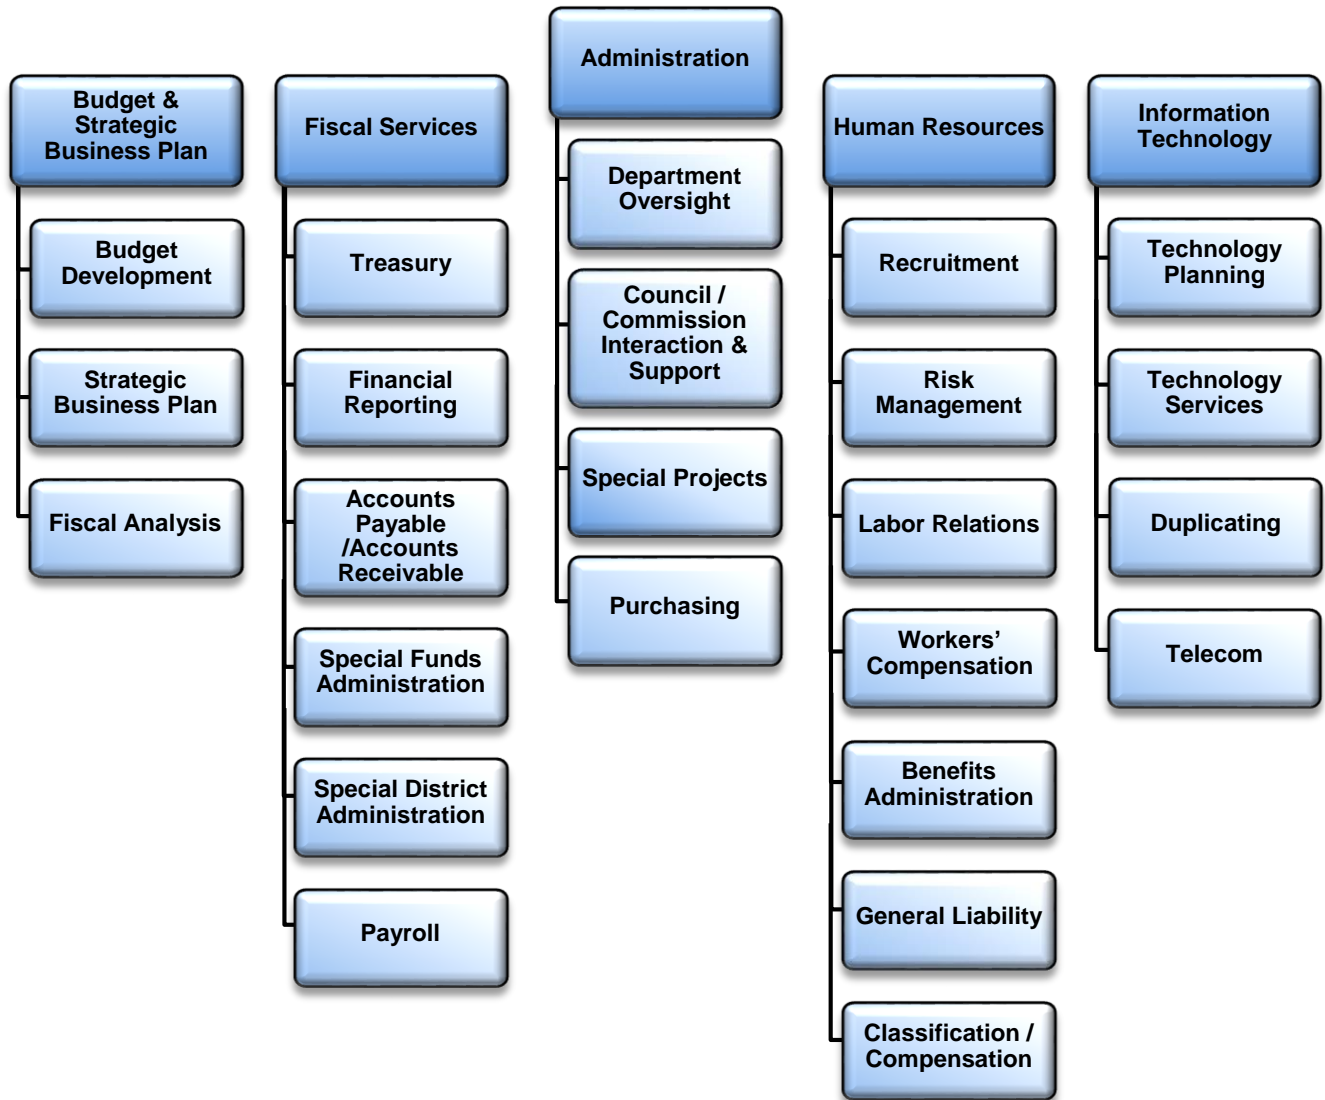 Administration
Budget &
Strategic
Business Plan
Budget
Development
Strategic
Business Plan
Fiscal Analysis
Fiscal Services
Treasury
Financial
Reporting
Accounts
Payable
/Accounts
Receivable
Special Funds
Administration
Special District
Administration
Payroll
Department
Oversight
Council /
Commission
Interaction &
Support
Special Projects
Purchasing
Human Resources
Recruitment
Risk
Management
Labor Relations
Workers’
Compensation
Benefits
Administration
General Liability
Classification /
Compensation
Information
Technology
Technology
Planning
Technology
Services
Duplicating
Telecom